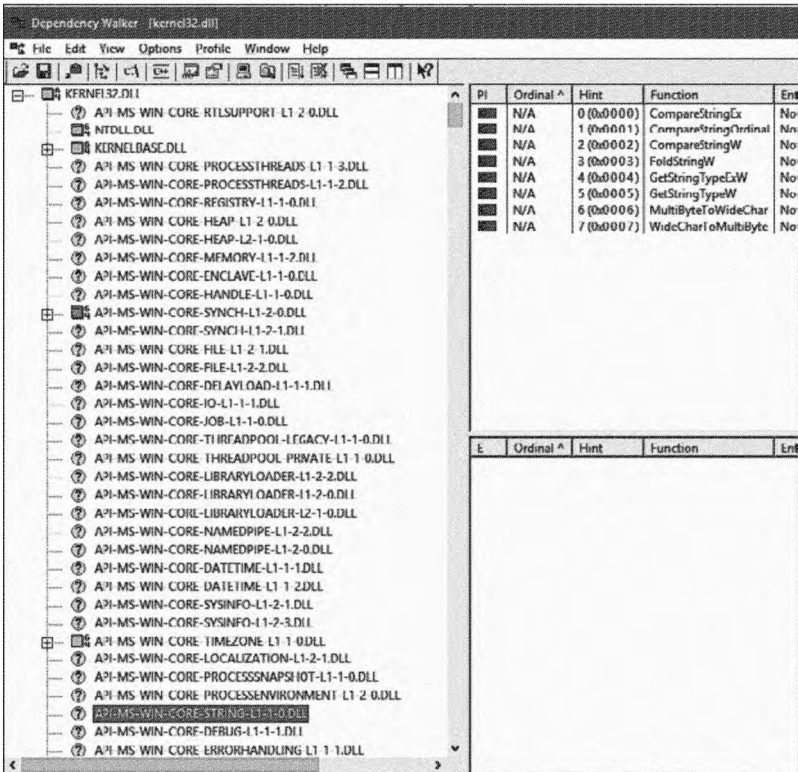 Dependency Walker - [kernel32.dll]
File Edit View Options Profile Window Help
KERNEL32.DLL
API-MS-WIN-CORE-RTLSUPPORT-L1-2-0.DLL
NTDLL.DLL
KERNELBASE.DLL
API-MS-WIN-CORE-PROCESSTHREADS-L1-1-3.DLL
API-MS-WIN-CORE-PROCESSTHREADS-L1-1-2.DLL
API-MS-WIN-CORE-REGISTRY-L1-1-0.DLL
API-MS-WIN-CORE-HEAP-L1-2-0.DLL
API-MS-WIN-CORE-HEAP-L2-1-0.DLL
API-MS-WIN-CORE-MEMORY-L1-1-2.DLL
API-MS-WIN-CORE-ENCLAVE-L1-1-0.DLL
API-MS-WIN-CORE-HANDLE-L1-1-0.DLL
API-MS-WIN-CORE-SYNCH-L1-2-0.DLL
API-MS-WIN-CORE-SYNCH-L1-2-1.DLL
API-MS-WIN-CORE-FILE-L1-2-1.DLL
API-MS-WIN-CORE-FILE-L1-2-2.DLL
API-MS-WIN-CORE-DELAYLOAD-L1-1-1.DLL
API-MS-WIN-CORE-IO-L1-1-1.DLL
API-MS-WIN-CORE-JOB-L1-1-0.DLL
API-MS-WIN-CORE-THREADPOOL-LEGACY-L1-1-0.DLL
API-MS-WIN-CORE-THREADPOOL-PRIVATE-L1-1-0.DLL
API-MS-WIN-CORE-LIBRARYLOADER-L1-2-2.DLL
API-MS-WIN-CORE-LIBRARYLOADER-L1-2-0.DLL
API-MS-WIN-CORE-LIBRARYLOADER-L2-1-0.DLL
API-MS-WIN-CORE-NAMEDPIPE-L1-2-2.DLL
API-MS-WIN-CORE-NAMEDPIPE-L1-2-0.DLL
API-MS-WIN-CORE-DATETIME-L1-1-1.DLL
API-MS-WIN-CORE-DATETIME-L1-1-2.DLL
API-MS-WIN-CORE-SYSINFO-L1-2-1.DLL
API-MS-WIN-CORE-SYSINFO-L1-2-3.DLL
API-MS-WIN-CORE-TIMEZONE-L1-1-0.DLL
API-MS-WIN-CORE-LOCALIZATION-L1-2-1.DLL
API-MS-WIN-CORE-PROCESSSNAPSHOT-L1-1-0.DLL
API-MS-WIN-CORE-PROCESSENVIRONMENT-L1-2-0.DLL
API-MS-WIN-CORE-STRING-L1-1-0.DLL
API-MS-WIN-CORE-DEBUG-L1-1-1.DLL
API-MS-WIN-CORE-ERRORHANDLING-L1-1-1.DLL
PI Ordinal ^ Hint Function Ent
N/A 0 (0x0000) CompareStringEx No
N/A 1 (0x0001) CompareStringOrdinal No
N/A 2 (0x0002) CompareStringW No
N/A 3 (0x0003) FoldStringW No
N/A 4 (0x0004) GetStringTypeExW No
N/A 5 (0x0005) GetStringTypeW No
N/A 6 (0x0006) MultiByteToWideChar No
N/A 7 (0x0007) WideCharToMultiByte No
E Ordinal ^ Hint Function Ent